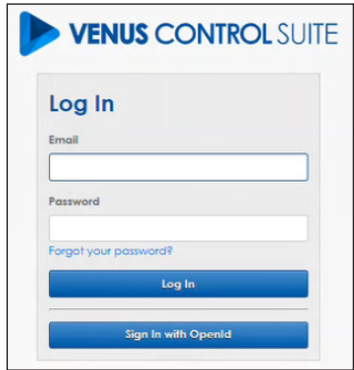 VENUS CONTROL SUITE
Log In
Email
Password
Forgot your password?
Log In
Sign In with OpenId